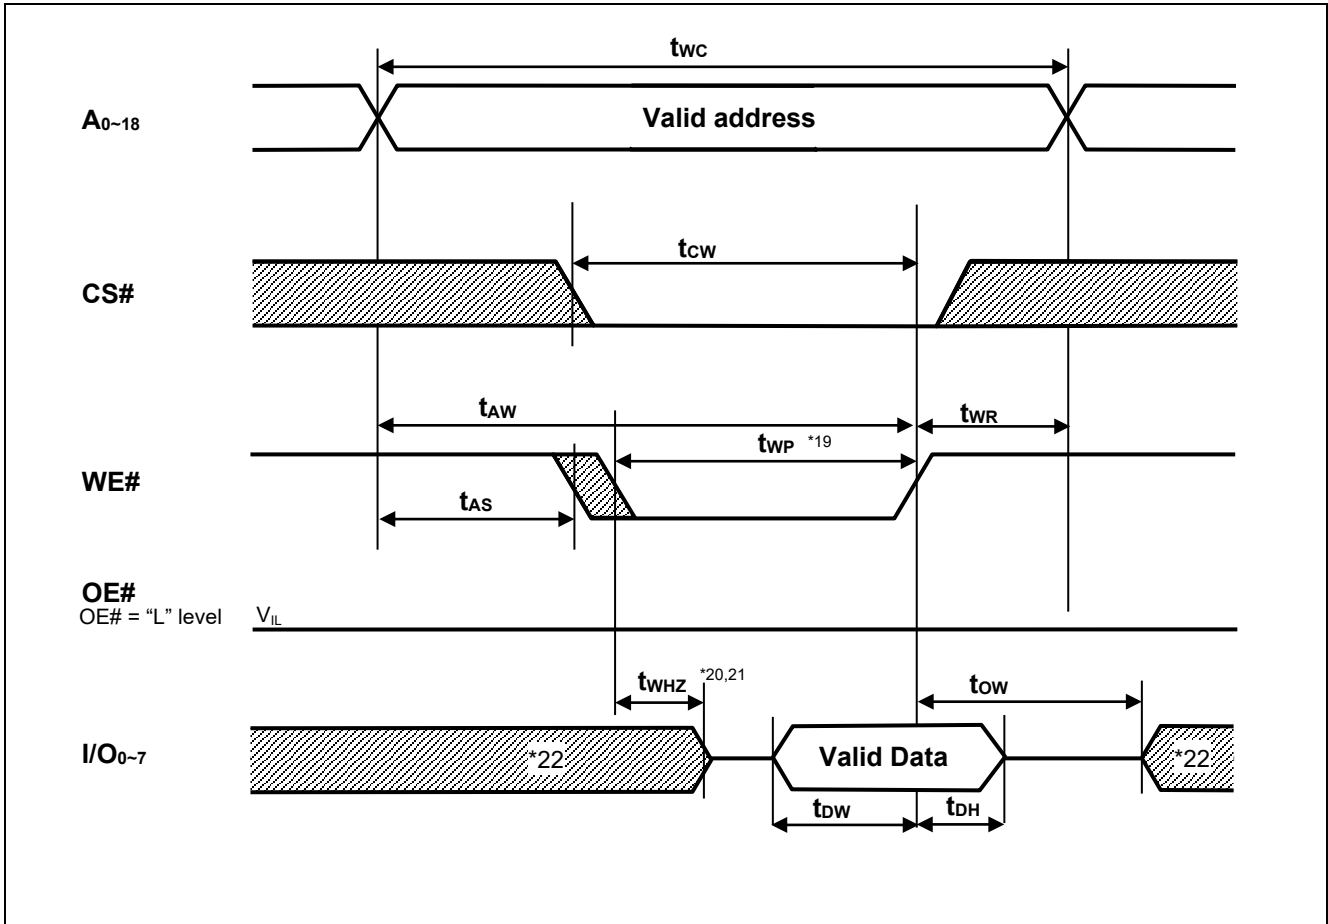 tWC
A0~18
Valid address
tCW
CS#
tAW
tWR
tWP *19
WE#
tAS
OE#
OE# = “L” level VIL
tWHZ *20,21
tOW
I/O0~7
*22
Valid Data
*22
tDW
tDH